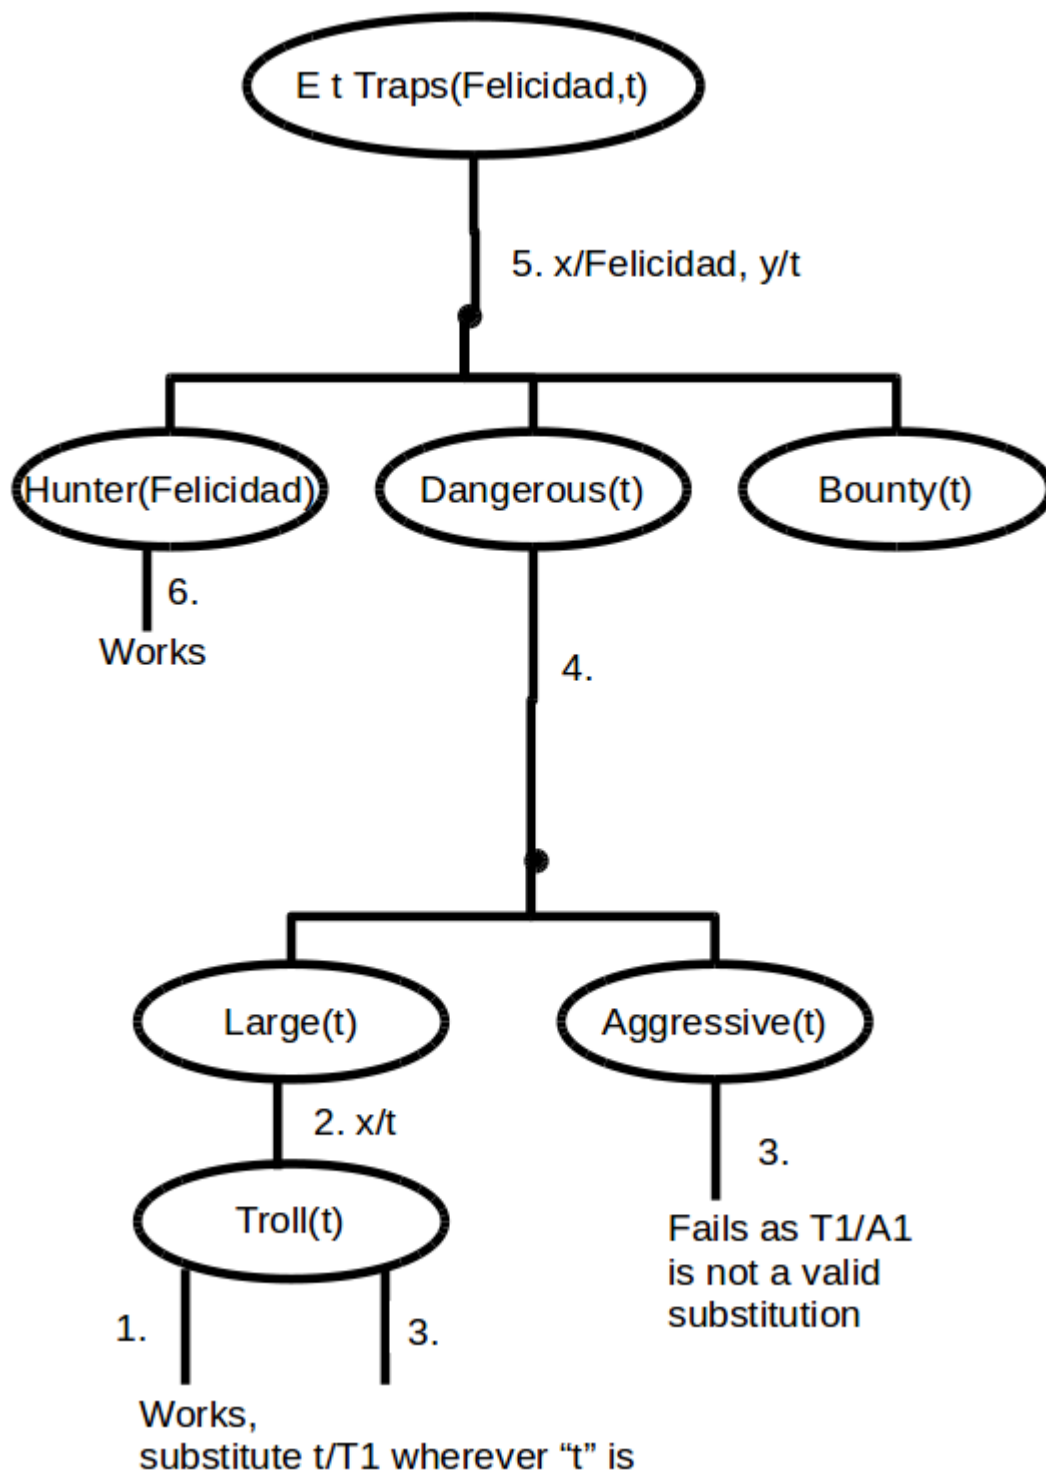 E t Traps(Felicidad,t)
5. x/Felicidad, y/t
Hunter(Felicidad)
Dangerous(t)
Bounty(t)
6.
Works
4.
Large(t)
Aggressive(t)
2. x/t
3.
Troll(t)
Fails as T1/A1
is not a valid
substitution
1.
3.
Works,
substitute t/T1 wherever “t” is